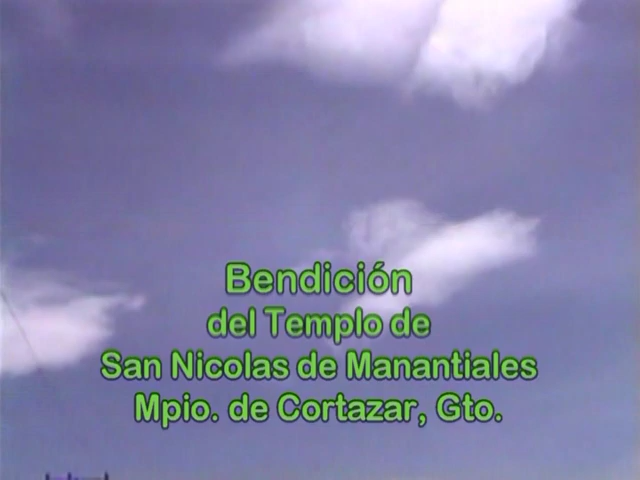 Bendición
del Templo de
San Nicolas de Manantiales
Mpio. de Cortazar, Gto.